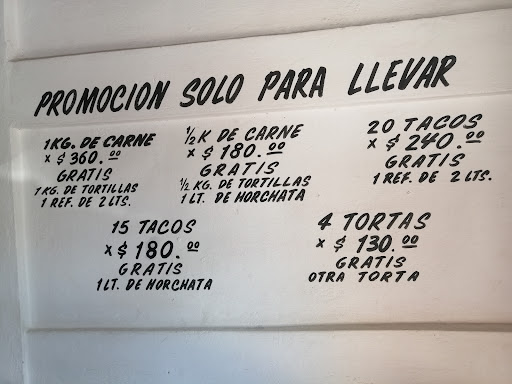 PROMOCION SOLO PARA LLEVAR
1KG. DE CARNE
x $ 360.00
GRATIS
1 KG. DE TORTILLAS
1 REF. DE 2 LTS.
1/2 K DE CARNE
x $ 180.00
GRATIS
1/2 KG. DE TORTILLAS
1 LT. DE HORCHATA
20 TACOS
x $ 240.00
GRATIS
1 REF. DE 2 LTS.
15 TACOS
x $ 180.00
GRATIS
1 LT. DE HORCHATA
4 TORTAS
x $ 130.00
GRATIS
OTRA TORTA